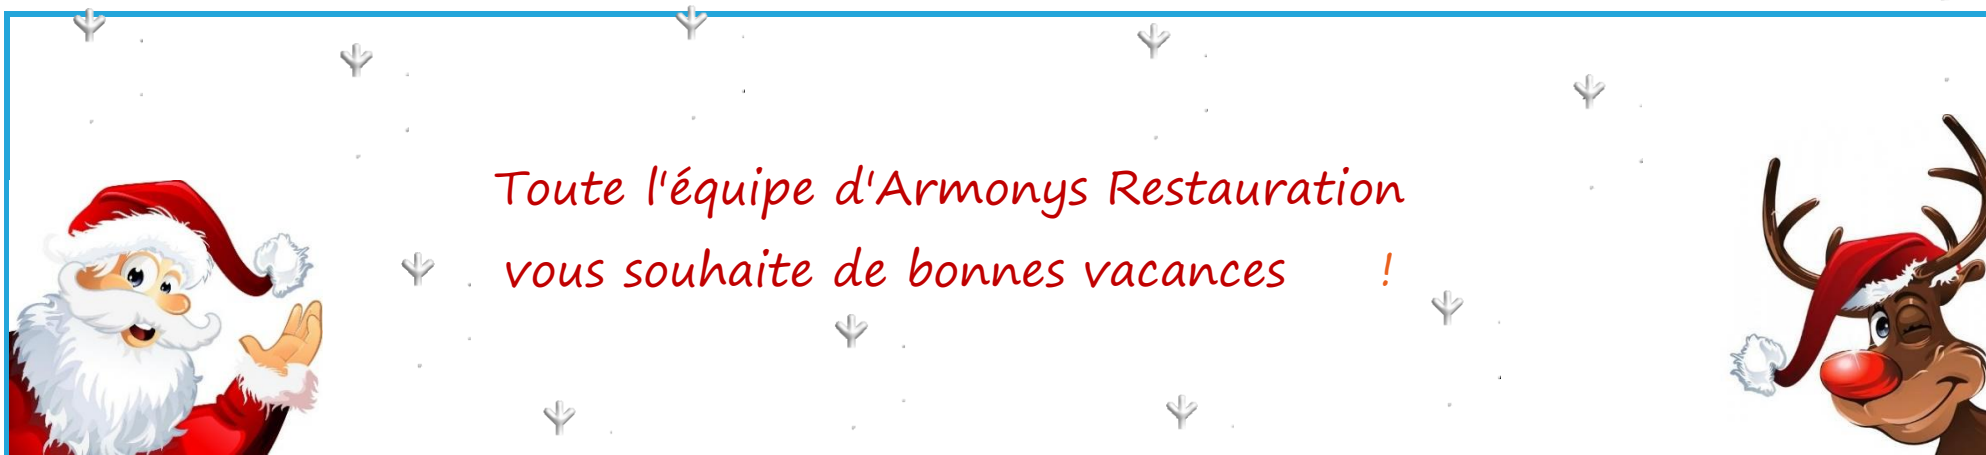 Toute l'équipe d'Armonys Restauration
vous souhaite de bonnes vacances !